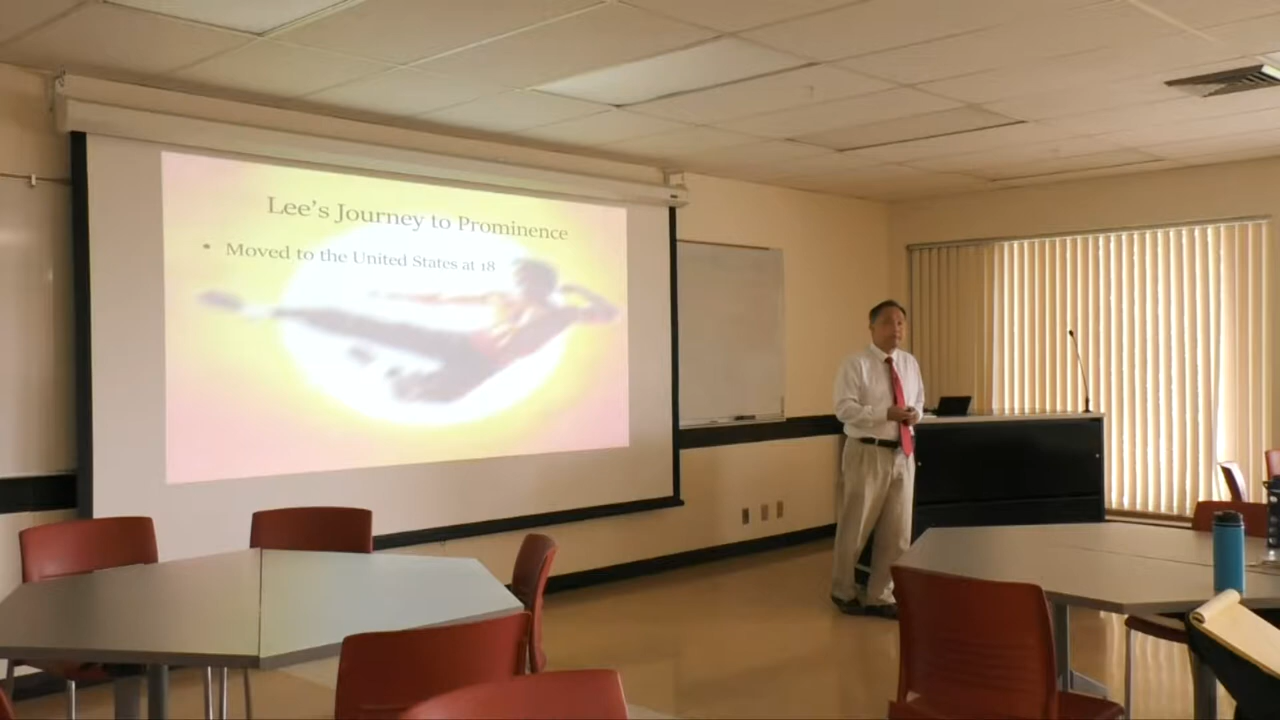 Lee's Journey to Prominence
• Moved to the United States at 18